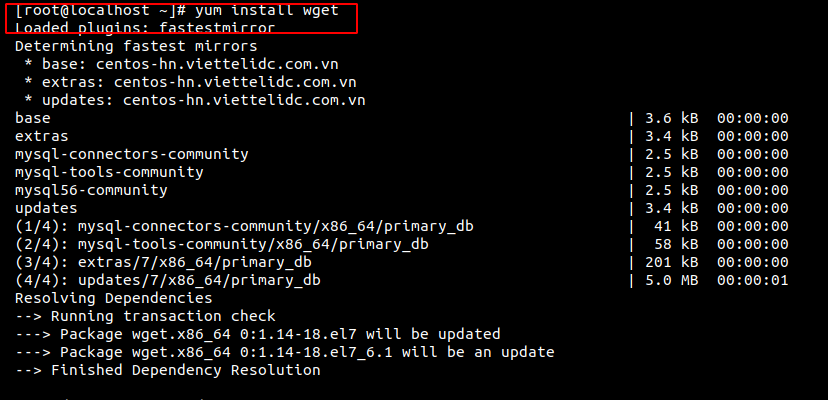 [root@localhost ~]# yum install wget
Loaded plugins: fastestmirror
Determining fastest mirrors
 * base: centos-hn.viettelidc.com.vn
 * extras: centos-hn.viettelidc.com.vn
 * updates: centos-hn.viettelidc.com.vn
base | 3.6 kB 00:00:00
extras | 3.4 kB 00:00:00
mysql-connectors-community | 2.5 kB 00:00:00
mysql-tools-community | 2.5 kB 00:00:00
mysql56-community | 2.5 kB 00:00:00
updates | 3.4 kB 00:00:00
(1/4): mysql-connectors-community/x86_64/primary_db | 41 kB 00:00:00
(2/4): mysql-tools-community/x86_64/primary_db | 58 kB 00:00:00
(3/4): extras/7/x86_64/primary_db | 201 kB 00:00:00
(4/4): updates/7/x86_64/primary_db | 5.0 MB 00:00:01
Resolving Dependencies
--> Running transaction check
---> Package wget.x86_64 0:1.14-18.el7 will be updated
---> Package wget.x86_64 0:1.14-18.el7_6.1 will be an update
--> Finished Dependency Resolution